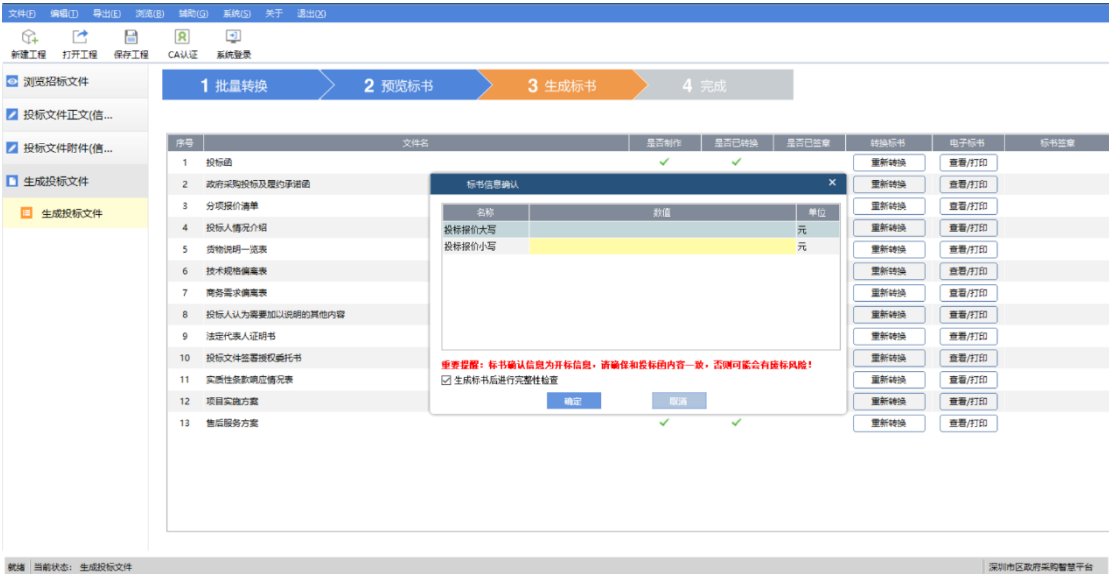 文件(F) 编辑(T) 导出(E) 浏览(B) 辅助(G) 系统(S) 关于 退出(X)
新建工程 打开工程 保存工程 CA认证 系统登录
浏览招标文件
投标文件正文(信...
投标文件附件(信...
生成投标文件
生成投标文件
1 批量转换 2 预览标书 3 生成标书 4 完成
序号 文件名 是否制作 是否已转换 是否已签章 转换标书 电子标书 标书签章
1 投标函 重新转换 查看/打印
2 政府采购投标及履约承诺函 重新转换 查看/打印
3 分项报价清单 重新转换 查看/打印
4 投标人情况介绍 重新转换 查看/打印
5 货物说明一览表 重新转换 查看/打印
6 技术规格偏离表 重新转换 查看/打印
7 商务需求偏离表 重新转换 查看/打印
8 投标人认为需要加以说明的其他内容 重新转换 查看/打印
9 法定代表人证明书 重新转换 查看/打印
10 投标文件签署授权委托书 重新转换 查看/打印
11 实质性条款响应情况表 重新转换 查看/打印
12 项目实施方案 重新转换 查看/打印
13 售后服务方案 重新转换 查看/打印
标书信息确认
名称 数值 单位
投标报价大写 元
投标报价小写 元
重要提醒：标书确认信息为开标信息，请确保和投标函内容一致，否则可能会有废标风险！
生成标书后进行完整性检查
确定 取消
就绪 当前状态： 生成投标文件 深圳市区政府采购智慧平台